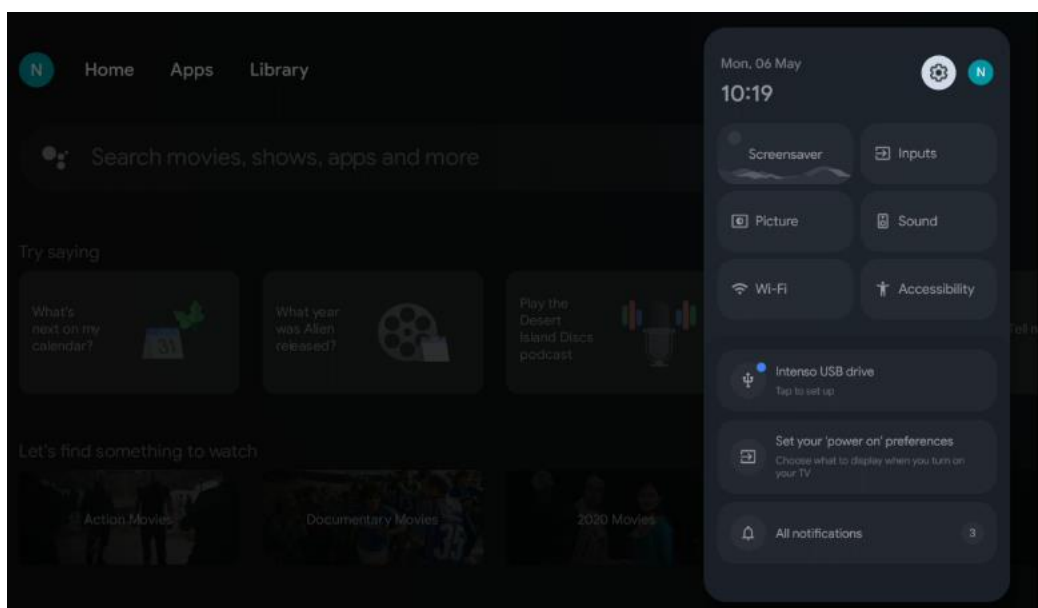 N
Home
Apps
Library
Search movies, shows, apps and more
Try saying
What's
next on my
calendar?
31
What year
was Alien
released?
Play the
Desert
Island Discs
podcast
Tell
Let's find something to watch
Action Movies
Documentary Movies
2020 Movies
Mon, 06 May
10:19
N
Screensaver
Inputs
Picture
Sound
Wi-Fi
Accessibility
Intenso USB drive
Tap to set up
Set your 'power on' preferences
Choose what to display when you turn on
your TV
All notifications
3